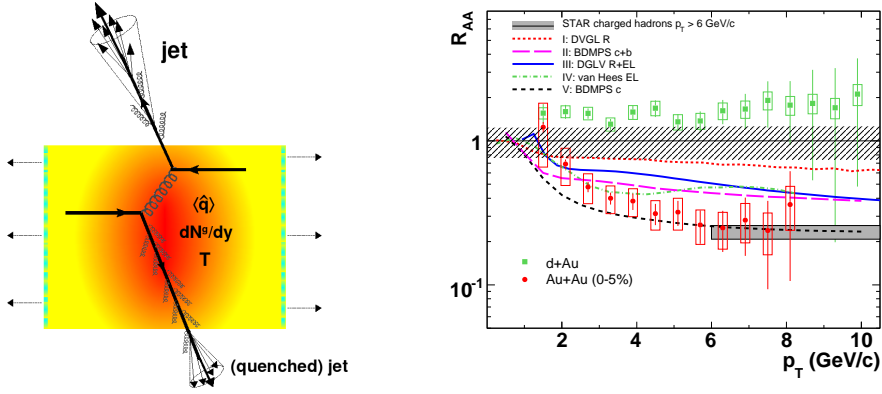 jet
⟨q̂⟩
dNᵍ/dy
T
(quenched) jet
R_AA
STAR charged hadrons p_T > 6 GeV/c
I: DVGL R
II: BDMPS c+b
III: DGLV R+EL
IV: van Hees EL
V: BDMPS c
1
10⁻¹
d+Au
Au+Au (0-5%)
2 4 6 8 10
p_T (GeV/c)